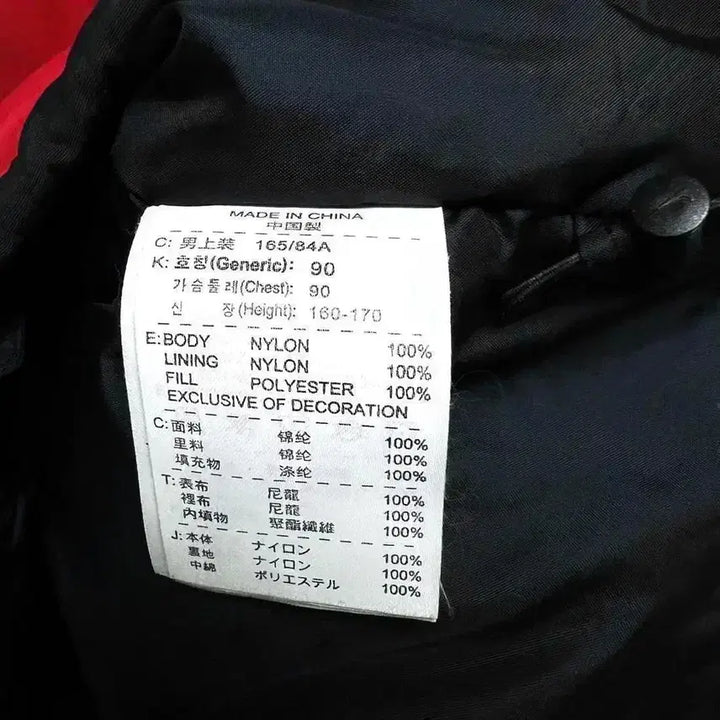 MADE IN CHINA
中国製
C: 男上装 165/84A
K: 호칭(Generic): 90
가슴둘레(Chest): 90
신 장(Height): 160-170
E:BODY NYLON 100%
LINING NYLON 100%
FILL POLYESTER 100%
EXCLUSIVE OF DECORATION
C:面料 锦纶 100%
里料 锦纶 100%
填充物 涤纶 100%
T:表布 尼龍 100%
裡布 尼龍 100%
內填物 聚酯纖維 100%
J:本体 ナイロン 100%
裏地 ナイロン 100%
中綿 ポリエステル 100%